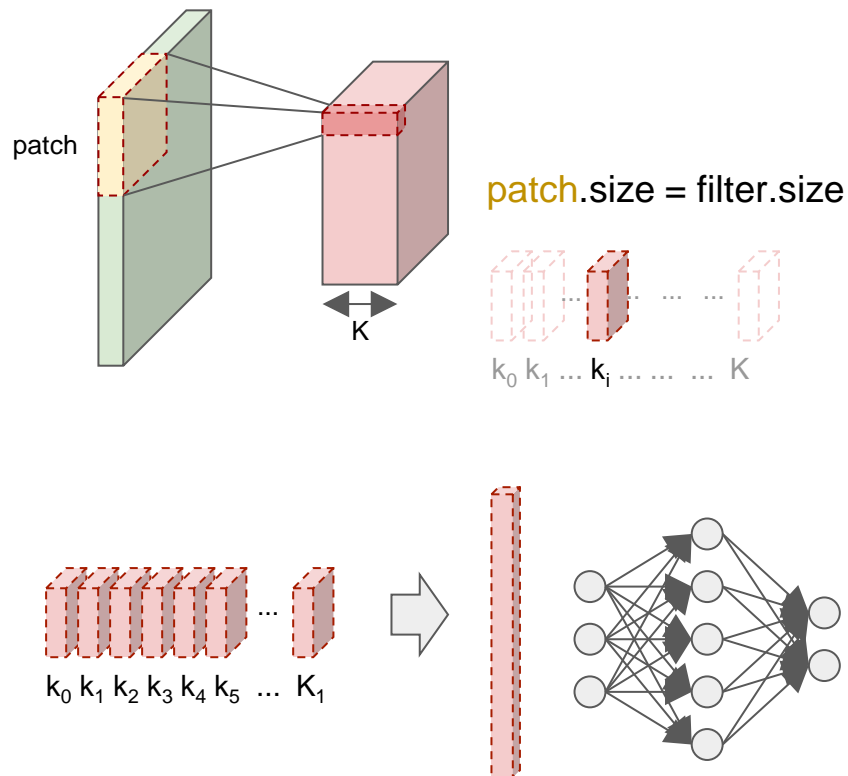 patch
patch.size = filter.size
K
... ... ... ...
k0 k1 ... ki ... ... ... K
...
k0 k1 k2 k3 k4 k5 ... K1